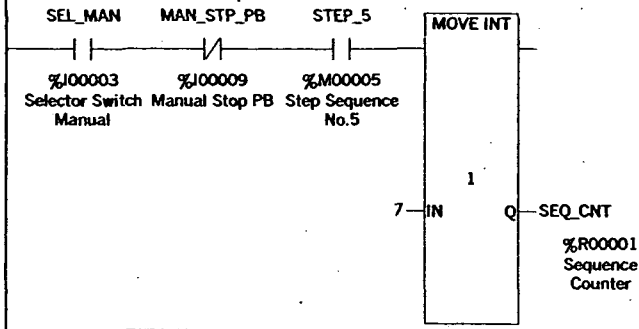 SEL_MAN MAN_STP_PB STEP_5 MOVE INT
%I00003 %I00009 %M00005
Selector Switch Manual Stop PB Step Sequence
Manual No.5
1
7 IN Q SEQ_CNT
%R00001
Sequence
Counter